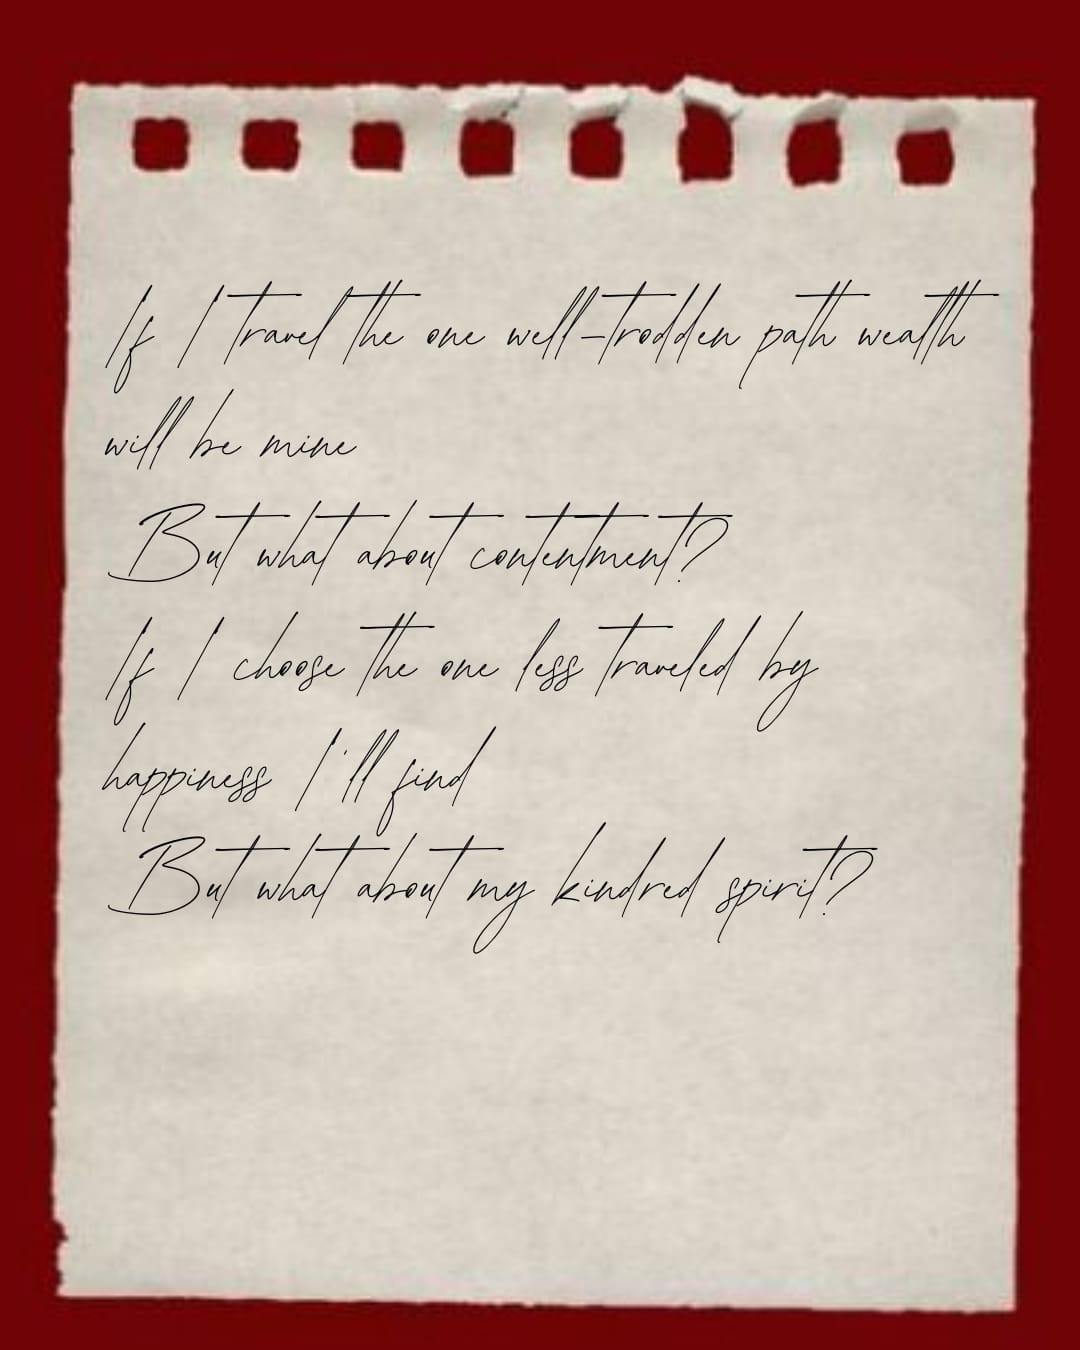 If I travel the one well-trodden path wealth
will be mine
But what about contentment?
If I choose the one less traveled by
happiness I'll find
But what about my kindred spirit?